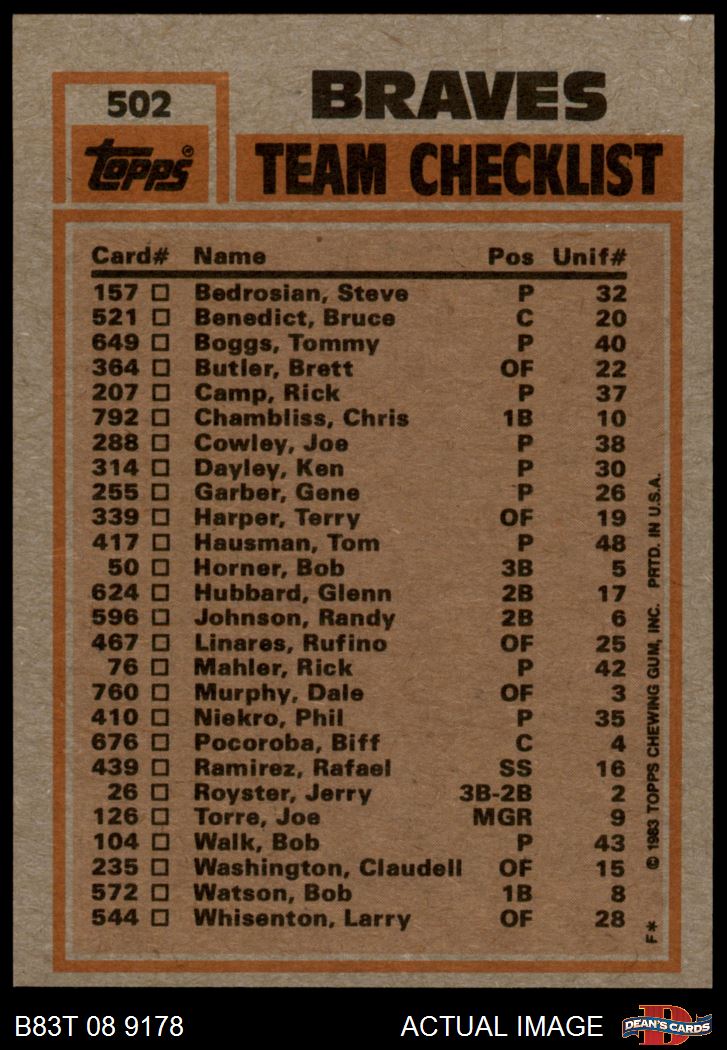 502
BRAVES
Topps®
TEAM CHECKLIST
Card# Name Pos Unif#
157 Bedrosian, Steve P 32
521 Benedict, Bruce C 20
649 Boggs, Tommy P 40
364 Butler, Brett OF 22
207 Camp, Rick P 37
792 Chambliss, Chris 1B 10
288 Cowley, Joe P 38
314 Dayley, Ken P 30
255 Garber, Gene P 26
339 Harper, Terry OF 19
417 Hausman, Tom P 48
50 Horner, Bob 3B 5
624 Hubbard, Glenn 2B 17
596 Johnson, Randy 2B 6
467 Linares, Rufino OF 25
76 Mahler, Rick P 42
760 Murphy, Dale OF 3
410 Niekro, Phil P 35
676 Pocoroba, Biff C 4
439 Ramirez, Rafael SS 16
26 Royster, Jerry 3B-2B 2
126 Torre, Joe MGR 9
104 Walk, Bob P 43
235 Washington, Claudell OF 15
572 Watson, Bob 1B 8
544 Whisenton, Larry OF 28
F* © 1983 TOPPS CHEWING GUM, INC. PRTD. IN U.S.A.
B83T 08 9178
ACTUAL IMAGE
D
DEAN'S CARDS